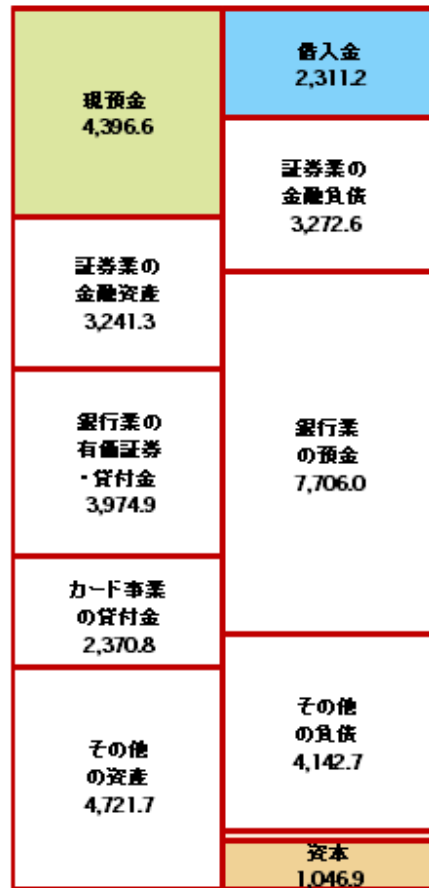 現預金
4,396.6
証券業の
金融資産
3,241.3
銀行業の
有価証券
・貸付金
3,974.9
カード事業
の貸付金
2,370.8
その他
の資産
4,721.7
借入金
2,311.2
証券業の
金融負債
3,272.6
銀行業
の預金
7,706.0
その他
の負債
4,142.7
資本
1,046.9